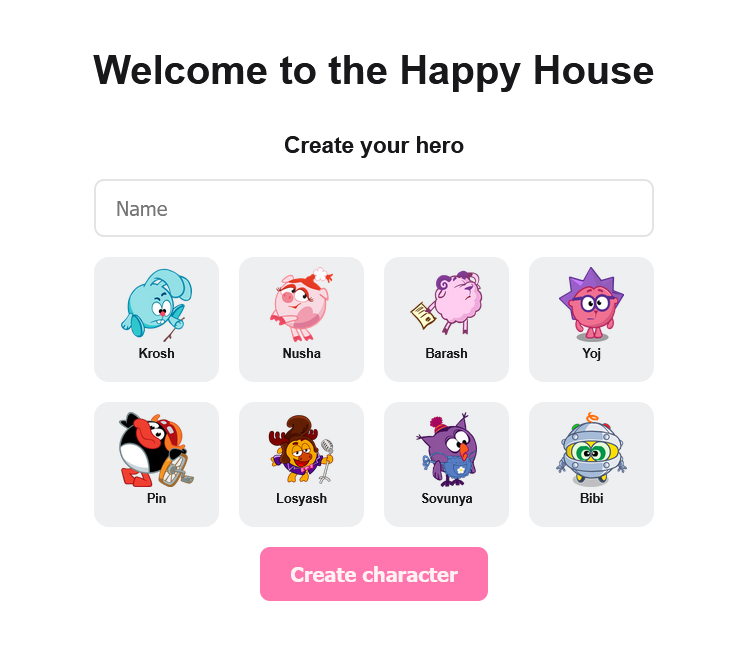 Welcome to the Happy House
Create your hero
Name
Krosh
Nusha
Barash
Yoj
Pin
Losyash
Sovunya
Bibi
Create character